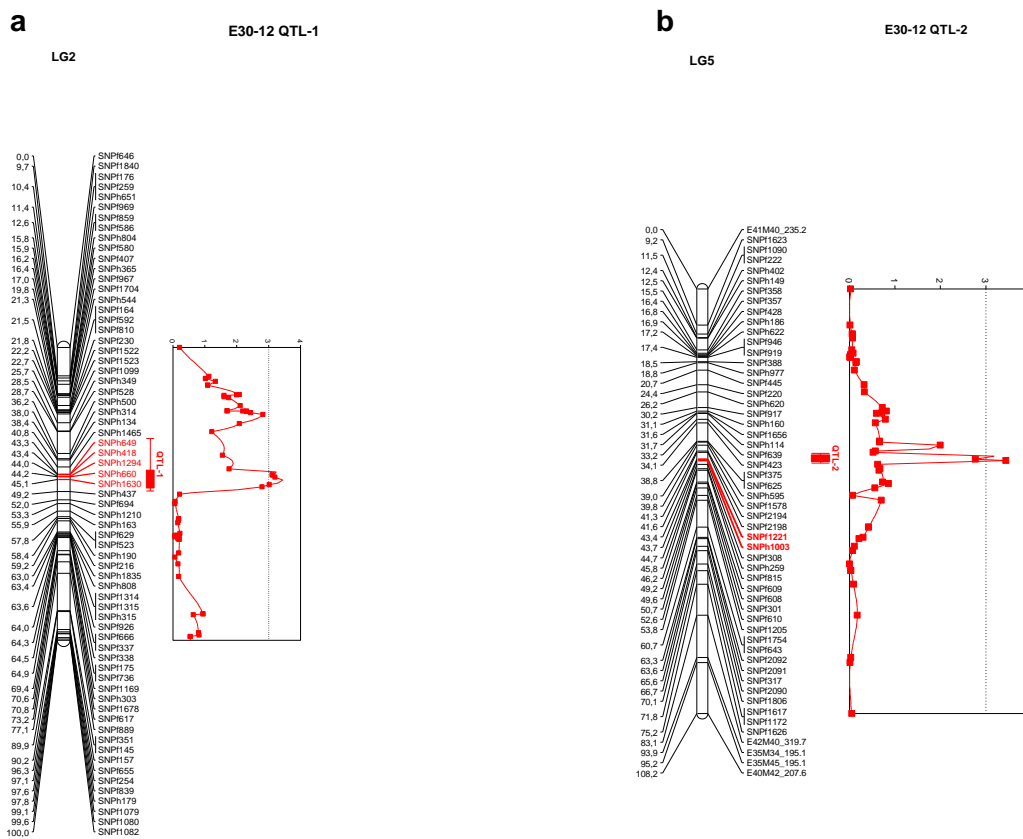 a
E30-12 QTL-1
LG2
0,0 SNPf646
9,7 SNPf1840
SNPf176
10,4 SNPf259
SNPh651
11,4 SNPf969
SNPf859
12,6 SNPf586
15,8 SNPh804
15,9 SNPf580
16,2 SNPf407
16,4 SNPh365
17,0 SNPf967
19,8 SNPf1704
21,3 SNPh544
SNPf164
21,5 SNPf592
SNPf810
21,8 SNPf230
22,2 SNPf1522
22,7 SNPf1523
25,7 SNPf1099
28,5 SNPh349
28,7 SNPf528
36,2 SNPh500
38,0 SNPh314
38,4 SNPh134
40,8 SNPh1465
43,3 SNPh649
43,4 SNPh418
44,0 SNPh1294
44,2 SNPh660
45,1 SNPh1630
49,2 SNPh437
52,0 SNPf694
53,3 SNPh1210
55,9 SNPh163
SNPf629
57,8 SNPf523
SNPh190
59,2 SNPf216
63,0 SNPh1835
63,4 SNPh808
SNPf1314
63,6 SNPf1315
SNPh315
64,0 SNPf926
64,3 SNPf666
SNPf337
64,5 SNPf338
SNPf175
64,9 SNPf736
69,4 SNPf1169
70,6 SNPh303
70,8 SNPf1678
73,2 SNPf617
77,1 SNPf889
SNPf351
89,9 SNPf145
90,2 SNPf157
96,3 SNPf655
97,1 SNPf254
97,6 SNPf839
97,8 SNPh179
99,1 SNPf1079
99,6 SNPf1080
100,0 SNPf1082
QTL-1
0 1 2 3 4
b
E30-12 QTL-2
LG5
0,0 E41M40_235.2
9,2 SNPf1623
SNPf1090
11,5 SNPf222
12,4 SNPh402
12,5 SNPh149
15,5 SNPf358
16,4 SNPf357
16,8 SNPf428
16,9 SNPh186
17,2 SNPh622
SNPf946
17,4 SNPf919
18,5 SNPf388
18,8 SNPh977
20,7 SNPf445
24,4 SNPf220
26,2 SNPh620
30,2 SNPf917
31,1 SNPh160
31,6 SNPf1656
31,7 SNPh114
33,2 SNPf639
34,1 SNPf423
SNPf375
38,8 SNPf625
39,0 SNPh595
39,8 SNPf1578
41,3 SNPf2194
41,6 SNPf2198
43,4 SNPf1221
43,7 SNPh1003
44,7 SNPf308
45,8 SNPh259
46,2 SNPf815
49,2 SNPf609
49,6 SNPf608
50,7 SNPf301
52,6 SNPf610
53,8 SNPf1205
SNPf1754
60,7 SNPf643
63,3 SNPf2092
63,6 SNPf2091
65,6 SNPf317
66,7 SNPf2090
70,1 SNPf1806
SNPf1617
71,8 SNPf1172
75,2 SNPf1626
83,1 E42M40_319.7
93,9 E35M34_195.1
95,2 E35M45_195.1
108,2 E40M42_207.6
QTL-2
0 1 2 3